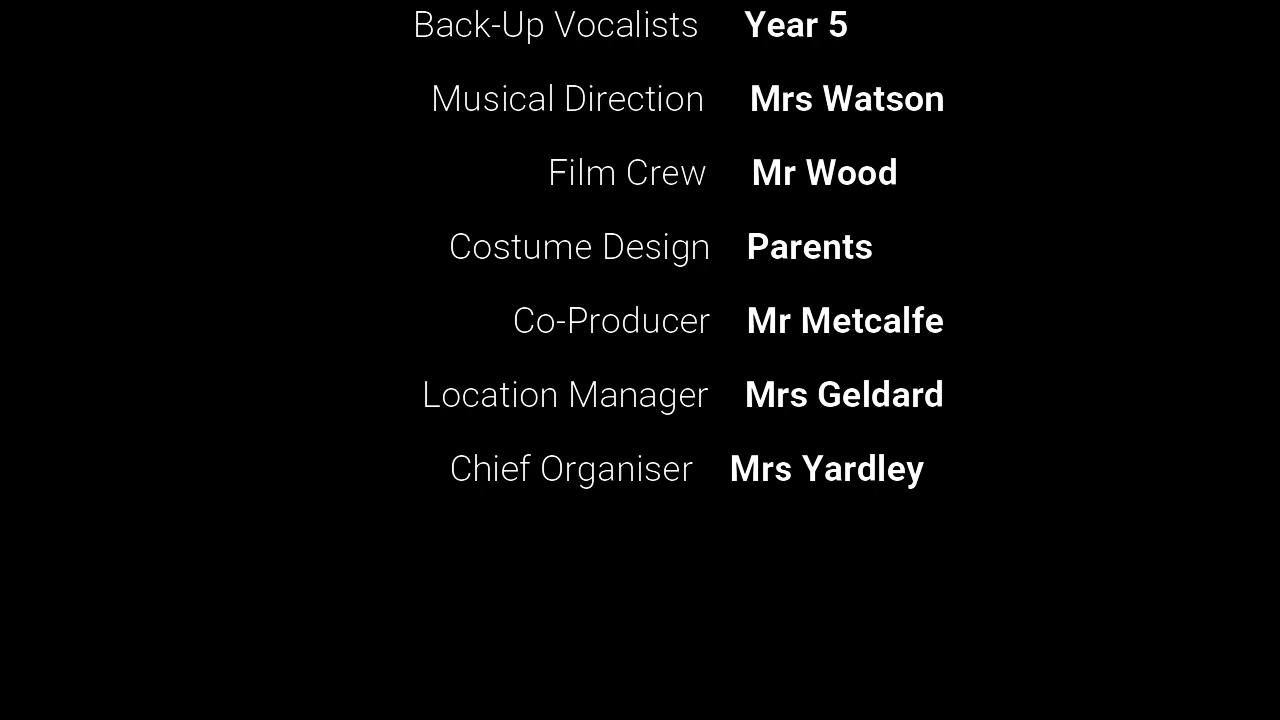 Back-Up Vocalists Year 5
Musical Direction Mrs Watson
Film Crew Mr Wood
Costume Design Parents
Co-Producer Mr Metcalfe
Location Manager Mrs Geldard
Chief Organiser Mrs Yardley